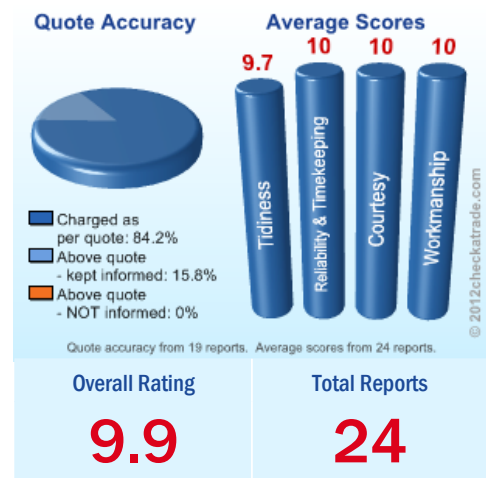 Quote Accuracy
Average Scores
9.7
10
10
10
Tidiness
Reliability & Timekeeping
Courtesy
Workmanship
Charged as
per quote: 84.2%
Above quote
- kept informed: 15.8%
Above quote
- NOT informed: 0%
© 2012checkatrade.com
Quote accuracy from 19 reports. Average scores from 24 reports.
Overall Rating
9.9
Total Reports
24